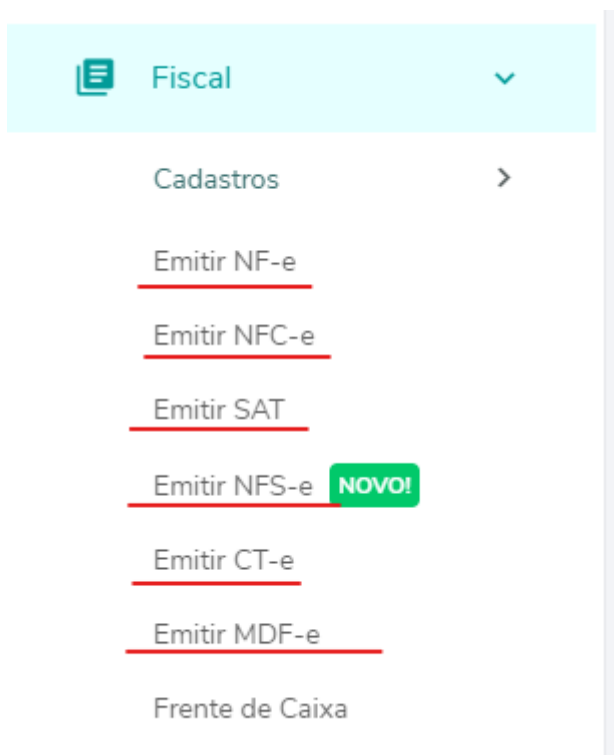 Fiscal
Cadastros
Emitir NF-e
Emitir NFC-e
Emitir SAT
Emitir NFS-e NOVO!
Emitir CT-e
Emitir MDF-e
Frente de Caixa